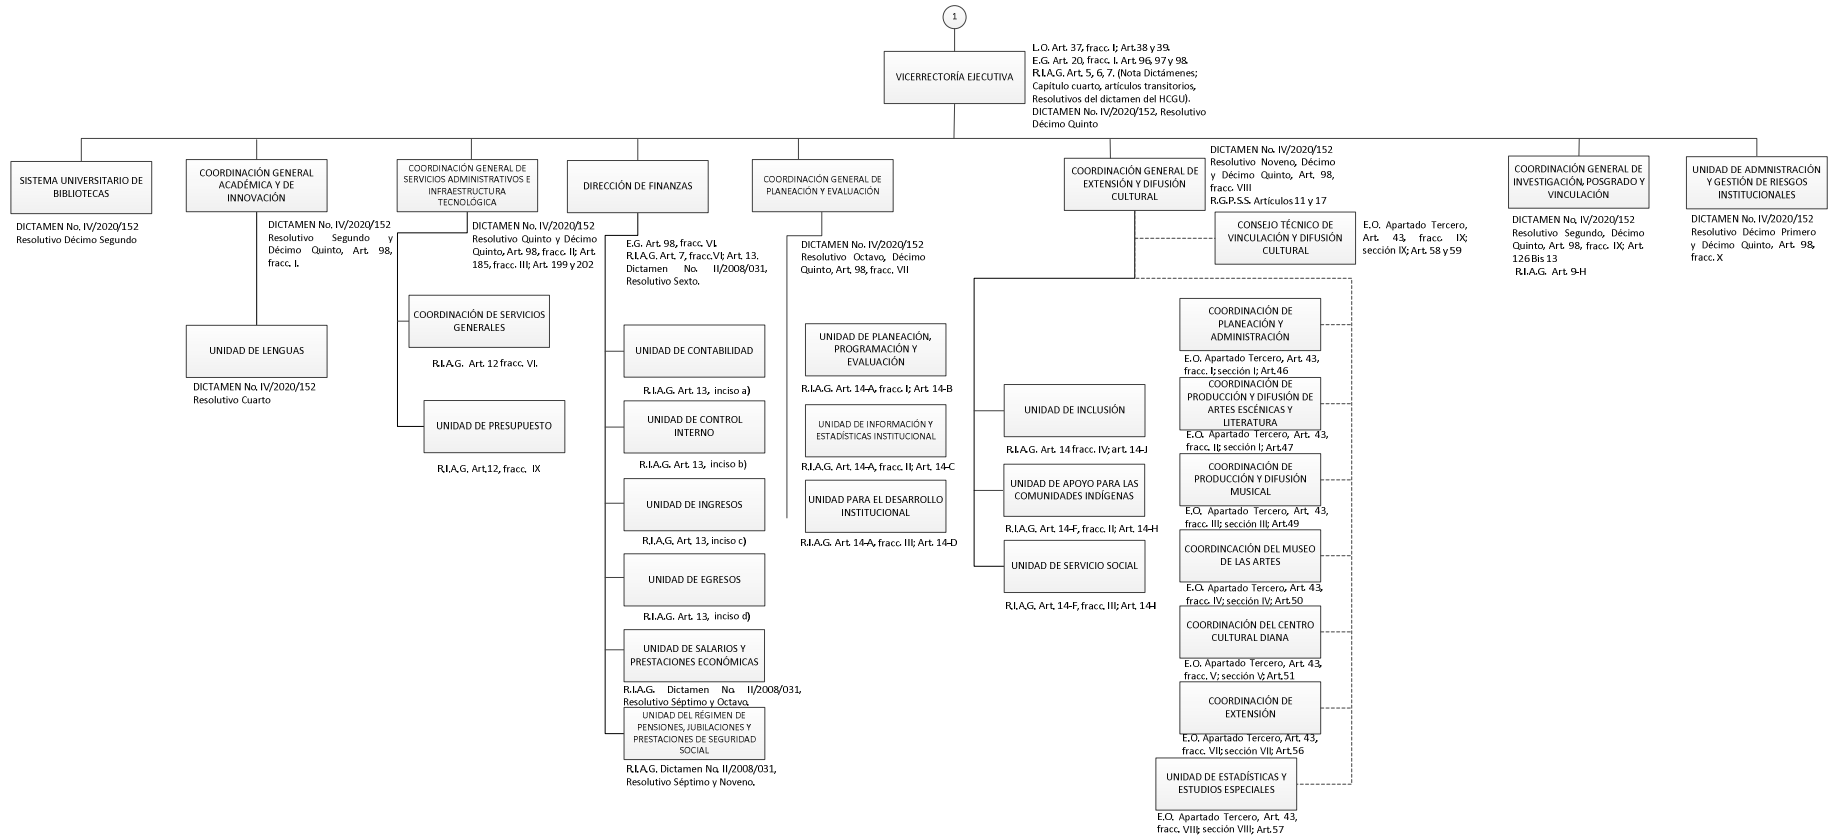 1
VICERRECTORÍA EJECUTIVA
L.O. Art. 37, fracc. I; Art.38 y 39.
E.G. Art. 20, fracc. I. Art. 96, 97 y 98.
R.I.A.G. Art. 5, 6, 7. (Nota Dictámenes;
Capítulo cuarto, artículos transitorios,
Resolutivos del dictamen del HCGU).
DICTAMEN No. IV/2020/152, Resolutivo
Décimo Quinto
SISTEMA UNIVERSITARIO DE
BIBLIOTECAS
DICTAMEN No. IV/2020/152
Resolutivo Décimo Segundo
COORDINACIÓN GENERAL
ACADÉMICA Y DE
INNOVACIÓN
DICTAMEN No. IV/2020/152
Resolutivo Segundo y
Décimo Quinto, Art. 98,
fracc. I.
UNIDAD DE LENGUAS
DICTAMEN No. IV/2020/152
Resolutivo Cuarto
COORDINACIÓN GENERAL DE
SERVICIOS ADMINISTRATIVOS E
INFRAESTRUCTURA
TECNOLÓGICA
DICTAMEN No. IV/2020/152
Resolutivo Quinto y Décimo
Quinto, Art. 98, fracc. II; Art.
185, fracc. III; Art. 199 y 202
COORDINACIÓN DE SERVICIOS
GENERALES
R.I.A.G. Art. 12 fracc. VI.
UNIDAD DE PRESUPUESTO
R.I.A.G. Art.12, fracc. IX
DIRECCIÓN DE FINANZAS
E.G. Art. 98, fracc. VI.
R.I.A.G. Art. 7, fracc.VI; Art. 13.
Dictamen No. II/2008/031,
Resolutivo Sexto.
UNIDAD DE CONTABILIDAD
R.I.A.G. Art. 13, inciso a)
UNIDAD DE CONTROL
INTERNO
R.I.A.G. Art. 13, inciso b)
UNIDAD DE INGRESOS
R.I.A.G. Art. 13, inciso c)
UNIDAD DE EGRESOS
R.I.A.G. Art. 13, inciso d)
UNIDAD DE SALARIOS Y
PRESTACIONES ECONÓMICAS
R.I.A.G. Dictamen No. II/2008/031,
Resolutivo Séptimo y Octavo.
UNIDAD DEL RÉGIMEN DE
PENSIONES, JUBILACIONES Y
PRESTACIONES DE SEGURIDAD
SOCIAL
R.I.A.G. Dictamen No. II/2008/031,
Resolutivo Séptimo y Noveno.
COORDINACIÓN GENERAL DE
PLANEACIÓN Y EVALUACIÓN
DICTAMEN No. IV/2020/152
Resolutivo Octavo, Décimo
Quinto, Art. 98, fracc. VII
UNIDAD DE PLANEACIÓN,
PROGRAMACIÓN Y
EVALUACIÓN
R.I.A.G. Art. 14-A, fracc. I; Art. 14-B
UNIDAD DE INFORMACIÓN Y
ESTADÍSTICAS INSTITUCIONAL
R.I.A.G. Art. 14-A, fracc. II; Art. 14-C
UNIDAD PARA EL DESARROLLO
INSTITUCIONAL
R.I.A.G. Art. 14-A, fracc. III; Art. 14-D
COORDINACIÓN GENERAL DE
EXTENSIÓN Y DIFUSIÓN
CULTURAL
DICTAMEN No. IV/2020/152
Resolutivo Noveno, Décimo
y Décimo Quinto, Art. 98,
fracc. VIII
R.G.P.S.S. Artículos 11 y 17
CONSEJO TÉCNICO DE
VINCULACIÓN Y DIFUSIÓN
CULTURAL
E.O. Apartado Tercero,
Art. 43, fracc. IX;
sección IX; Art. 58 y 59
UNIDAD DE INCLUSIÓN
R.I.A.G. Art. 14 fracc. IV; art. 14-J
UNIDAD DE APOYO PARA LAS
COMUNIDADES INDÍGENAS
R.I.A.G. Art. 14-F, fracc. II; Art. 14-H
UNIDAD DE SERVICIO SOCIAL
R.I.A.G. Art. 14-F, fracc. III; Art. 14-I
COORDINACIÓN DE
PLANEACIÓN Y
ADMINISTRACIÓN
E.O. Apartado Tercero, Art. 43,
fracc. I; sección I; Art.46
COORDINACIÓN DE
PRODUCCIÓN Y DIFUSIÓN DE
ARTES ESCÉNICAS Y
LITERATURA
E.O. Apartado Tercero, Art. 43,
fracc. II; sección I; Art.47
COORDINACIÓN DE
PRODUCCIÓN Y DIFUSIÓN
MUSICAL
E.O. Apartado Tercero, Art. 43,
fracc. III; sección III; Art.49
COORDINCACIÓN DEL MUSEO
DE LAS ARTES
E.O. Apartado Tercero, Art. 43,
fracc. IV; sección IV; Art.50
COORDINACIÓN DEL CENTRO
CULTURAL DIANA
E.O. Apartado Tercero, Art. 43,
fracc. V; sección V; Art.51
COORDINACIÓN DE
EXTENSIÓN
E.O. Apartado Tercero, Art. 43,
fracc. VII; sección VII; Art.56
UNIDAD DE ESTADÍSTICAS Y
ESTUDIOS ESPECIALES
E.O. Apartado Tercero, Art. 43,
fracc. VIII; sección VIII; Art.57
COORDINACIÓN GENERAL DE
INVESTIGACIÓN, POSGRADO Y
VINCULACIÓN
DICTAMEN No. IV/2020/152
Resolutivo Segundo, Décimo
Quinto, Art. 98, fracc. IX; Art.
126 Bis 13
R.I.A.G. Art. 9-H
UNIDAD DE ADMNISTRACIÓN
Y GESTIÓN DE RIESGOS
INSTITUCIONALES
DICTAMEN No. IV/2020/152
Resolutivo Décimo Primero
y Décimo Quinto, Art. 98,
fracc. X